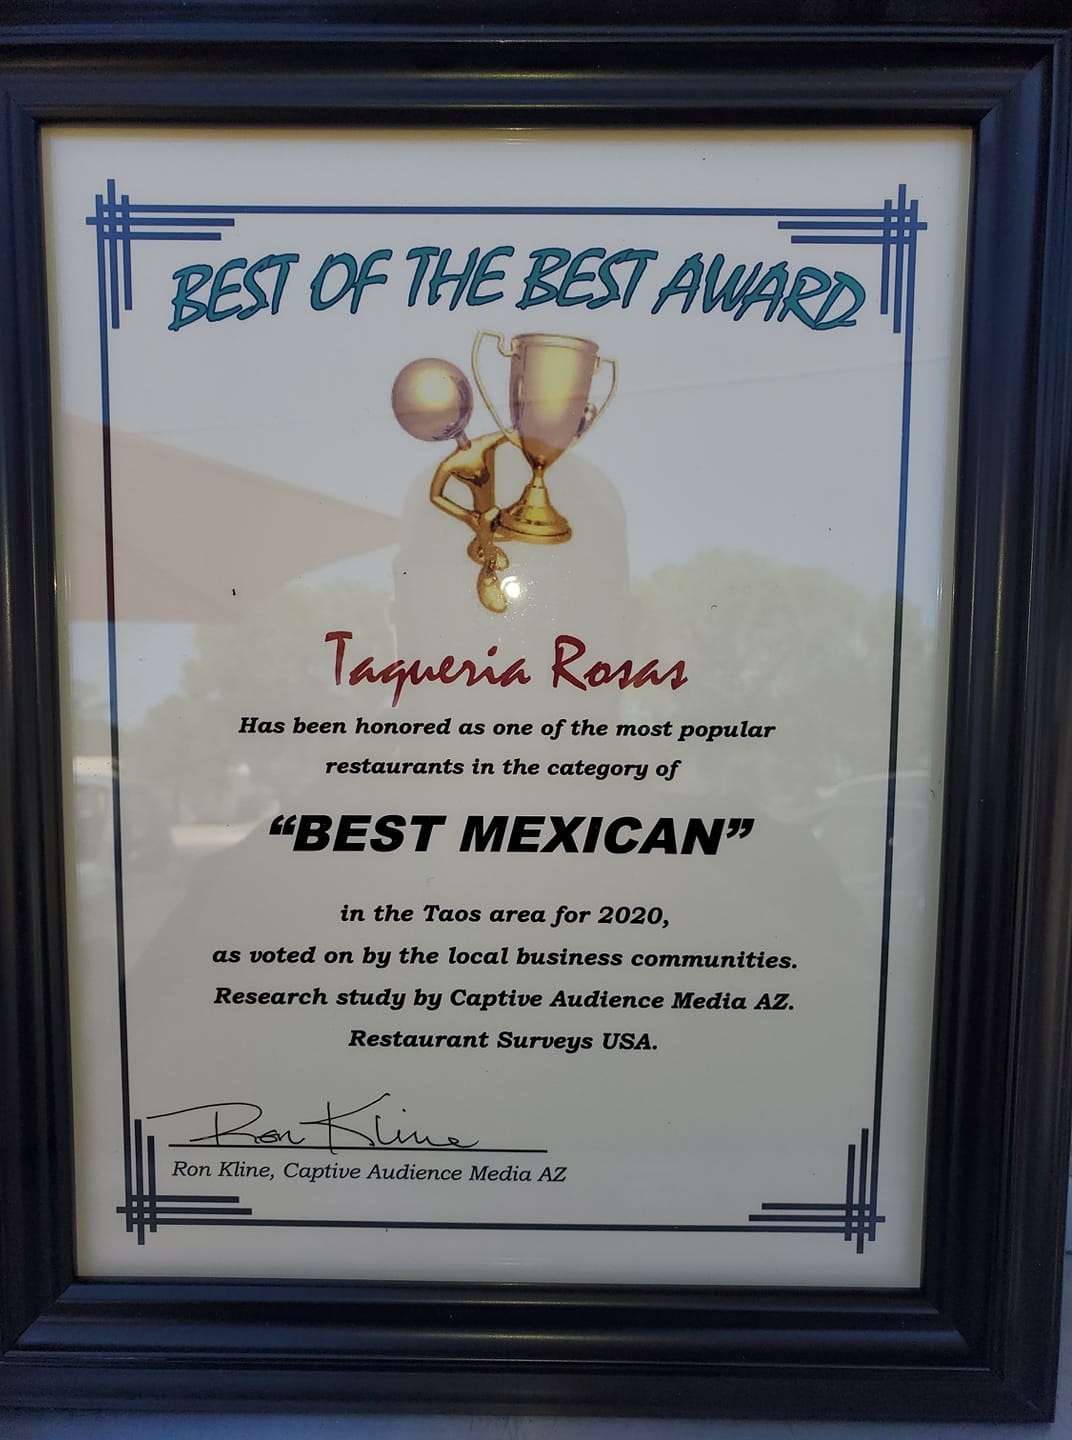 BEST OF THE BEST AWARD
Taqueria Rosas
Has been honored as one of the most popular
restaurants in the category of
“BEST MEXICAN”
in the Taos area for 2020,
as voted on by the local business communities.
Research study by Captive Audience Media AZ.
Restaurant Surveys USA.
Ron Kline
Ron Kline, Captive Audience Media AZ